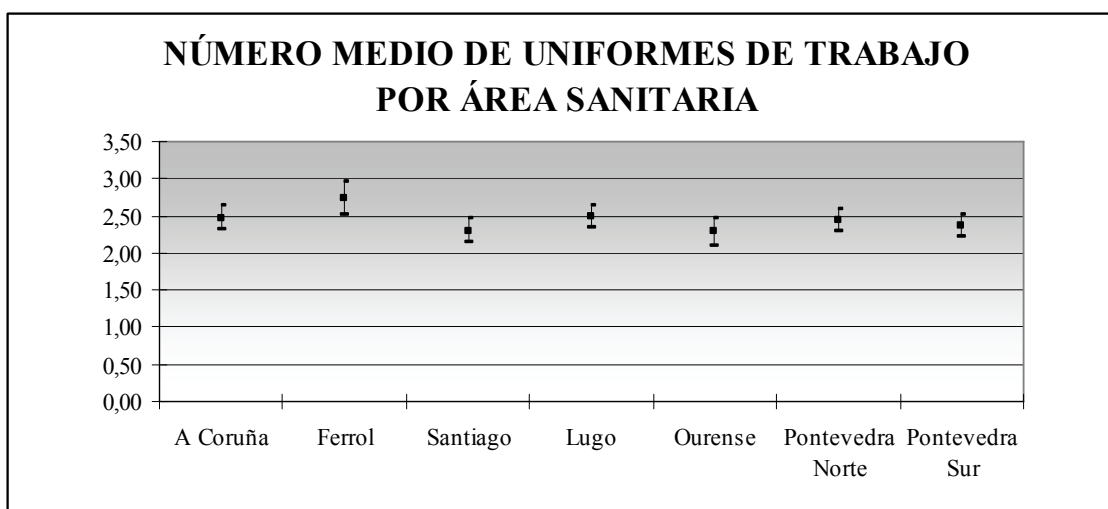 NÚMERO MEDIO DE UNIFORMES DE TRABAJO
POR ÁREA SANITARIA
3,50
3,00
2,50
2,00
1,50
1,00
0,50
0,00
A Coruña
Ferrol
Santiago
Lugo
Ourense
Pontevedra
Norte
Pontevedra
Sur